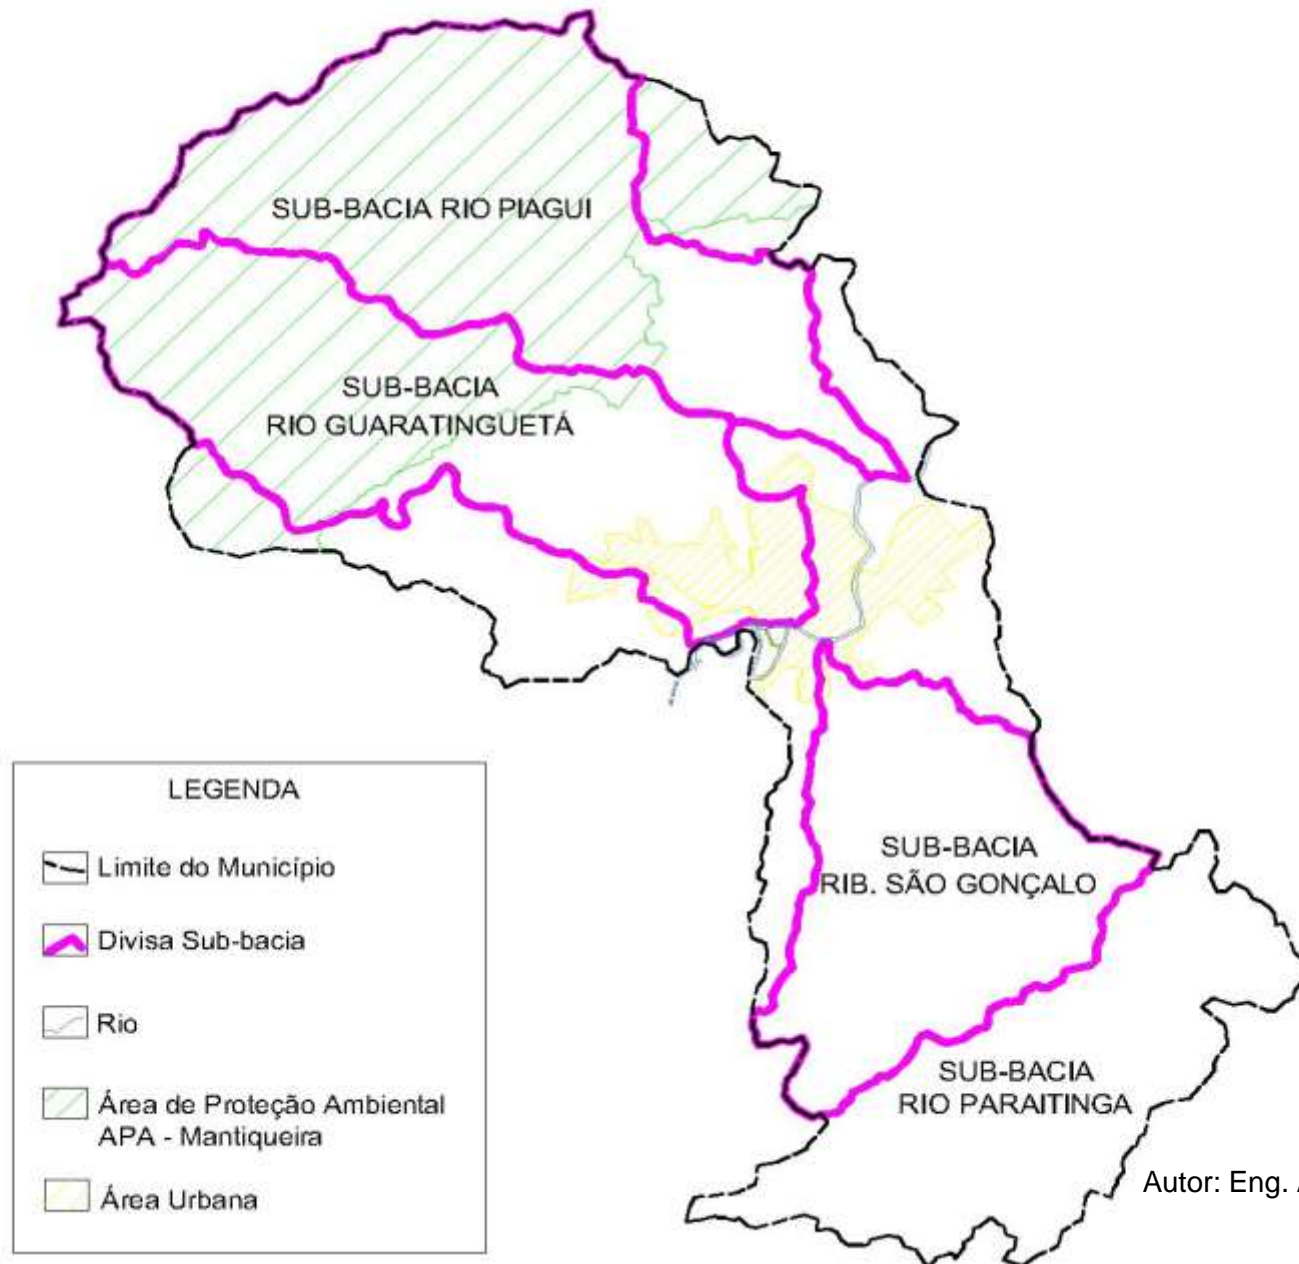 SUB-BACIA RIO PIAGUI
SUB-BACIA
RIO GUARATINGUETÁ
SUB-BACIA
RIB. SÃO GONÇALO
SUB-BACIA
RIO PARAITINGA
LEGENDA
Limite do Município
Divisa Sub-bacia
Rio
Área de Proteção Ambiental
APA - Mantiqueira
Área Urbana
Autor: Eng.